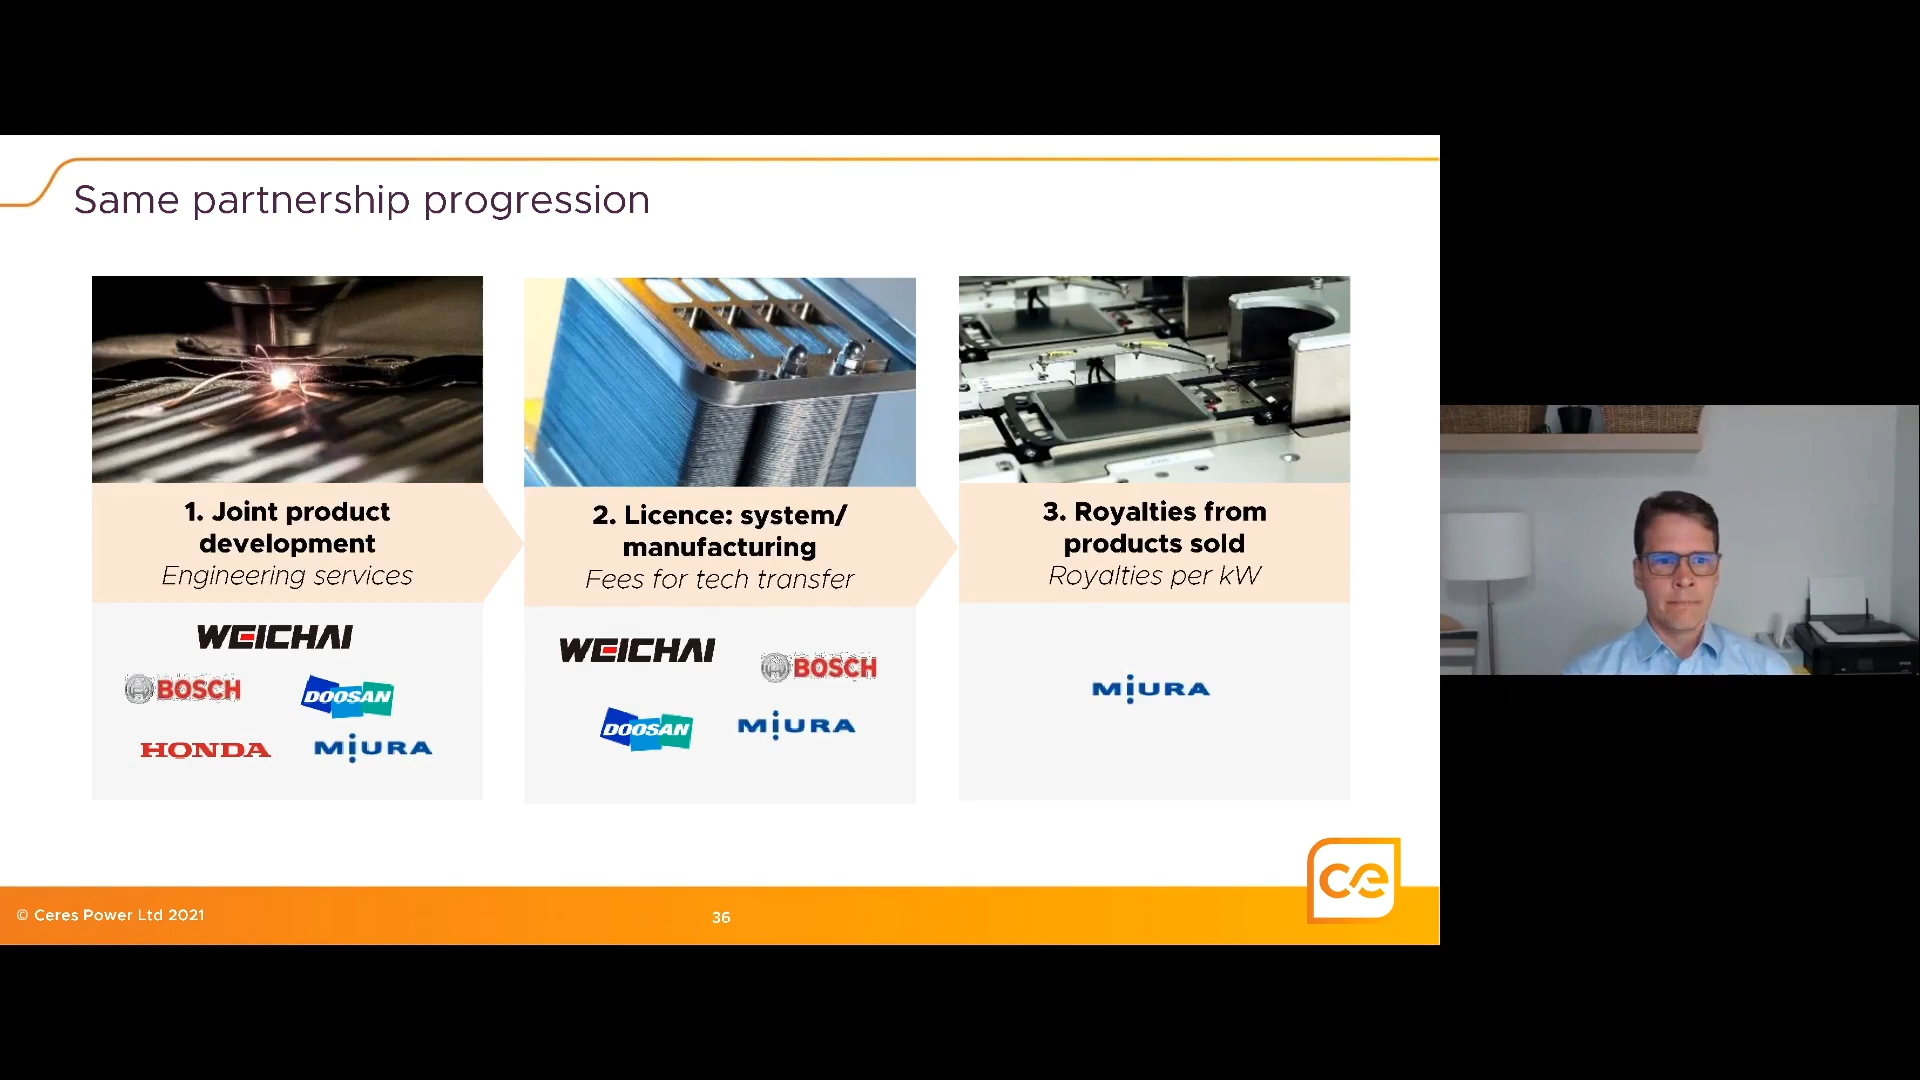 Same partnership progression
1. Joint product
development
Engineering services
WEICHAI
BOSCH
DOOSAN
HONDA
MIURA
2. Licence: system/
manufacturing
Fees for tech transfer
WEICHAI
BOSCH
DOOSAN
MIURA
3. Royalties from
products sold
Royalties per kW
MIURA
ce
© Ceres Power Ltd 2021
36